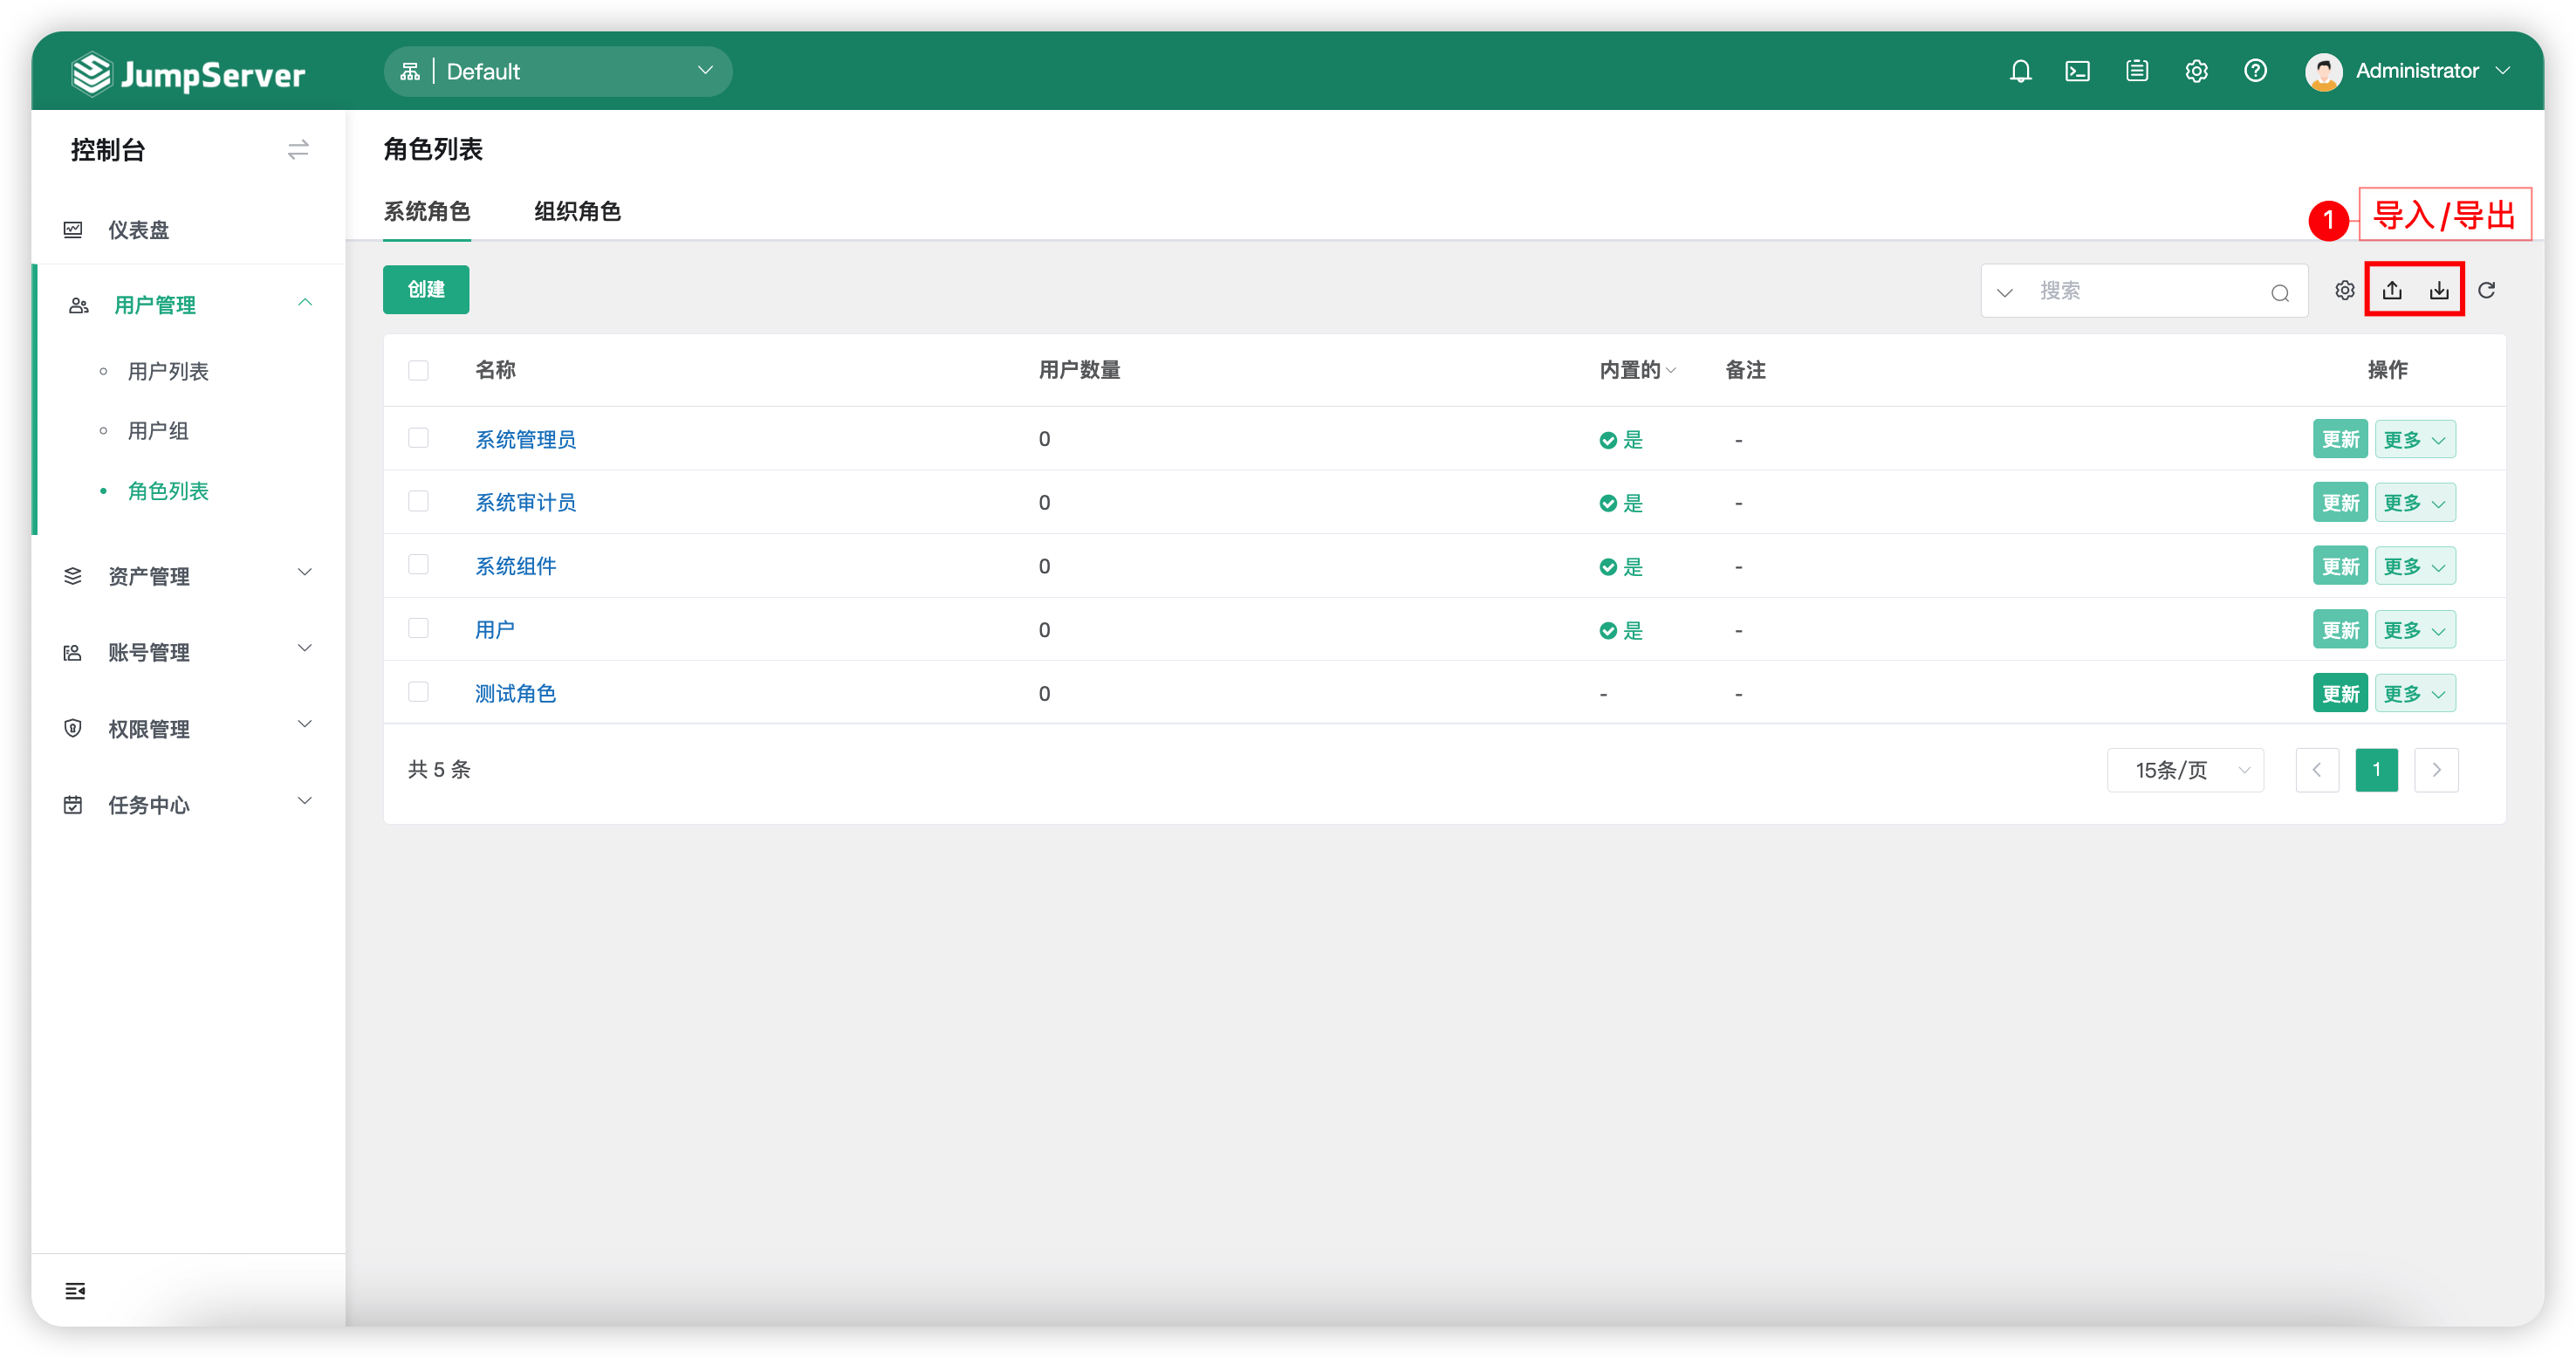 JumpServer
Default
Administrator
控制台
仪表盘
用户管理
用户列表
用户组
角色列表
资产管理
账号管理
权限管理
任务中心
角色列表
系统角色 组织角色
1 导入/导出
创建
搜索
名称 用户数量 内置的 备注 操作
系统管理员 0 是 - 更新 更多
系统审计员 0 是 - 更新 更多
系统组件 0 是 - 更新 更多
用户 0 是 - 更新 更多
测试角色 0 - - 更新 更多
共 5 条 15条/页 1